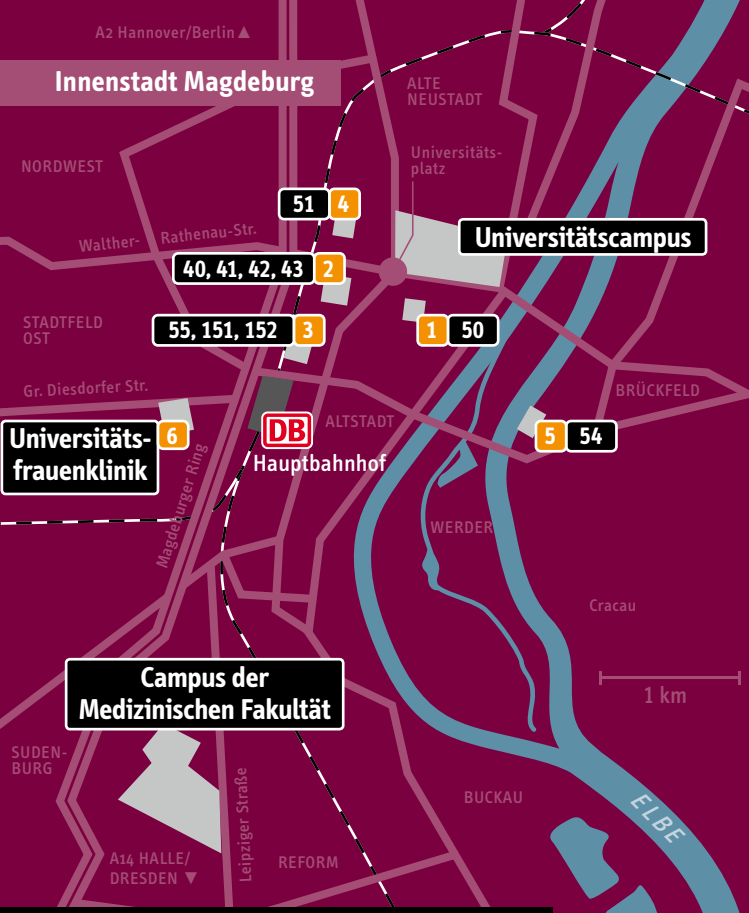 A2 Hannover/Berlin ▲
Innenstadt Magdeburg
ALTE
NEUSTADT
Universitäts-
platz
NORDWEST
51 4
Walther- Rathenau-Str.
Universitätscampus
40, 41, 42, 43 2
STADTFELD
OST
55, 151, 152 3
1 50
Gr. Diesdorfer Str.
BRÜCKFELD
Universitäts-
frauenklinik
6
DB
Hauptbahnhof
ALTSTADT
5 54
Magdeburger Ring
WERDER
Cracau
1 km
Campus der
Medizinischen Fakultät
SUDEN-
BURG
Leipziger Straße
BUCKAU
ELBE
A14 HALLE/
DRESDEN ▼
REFORM